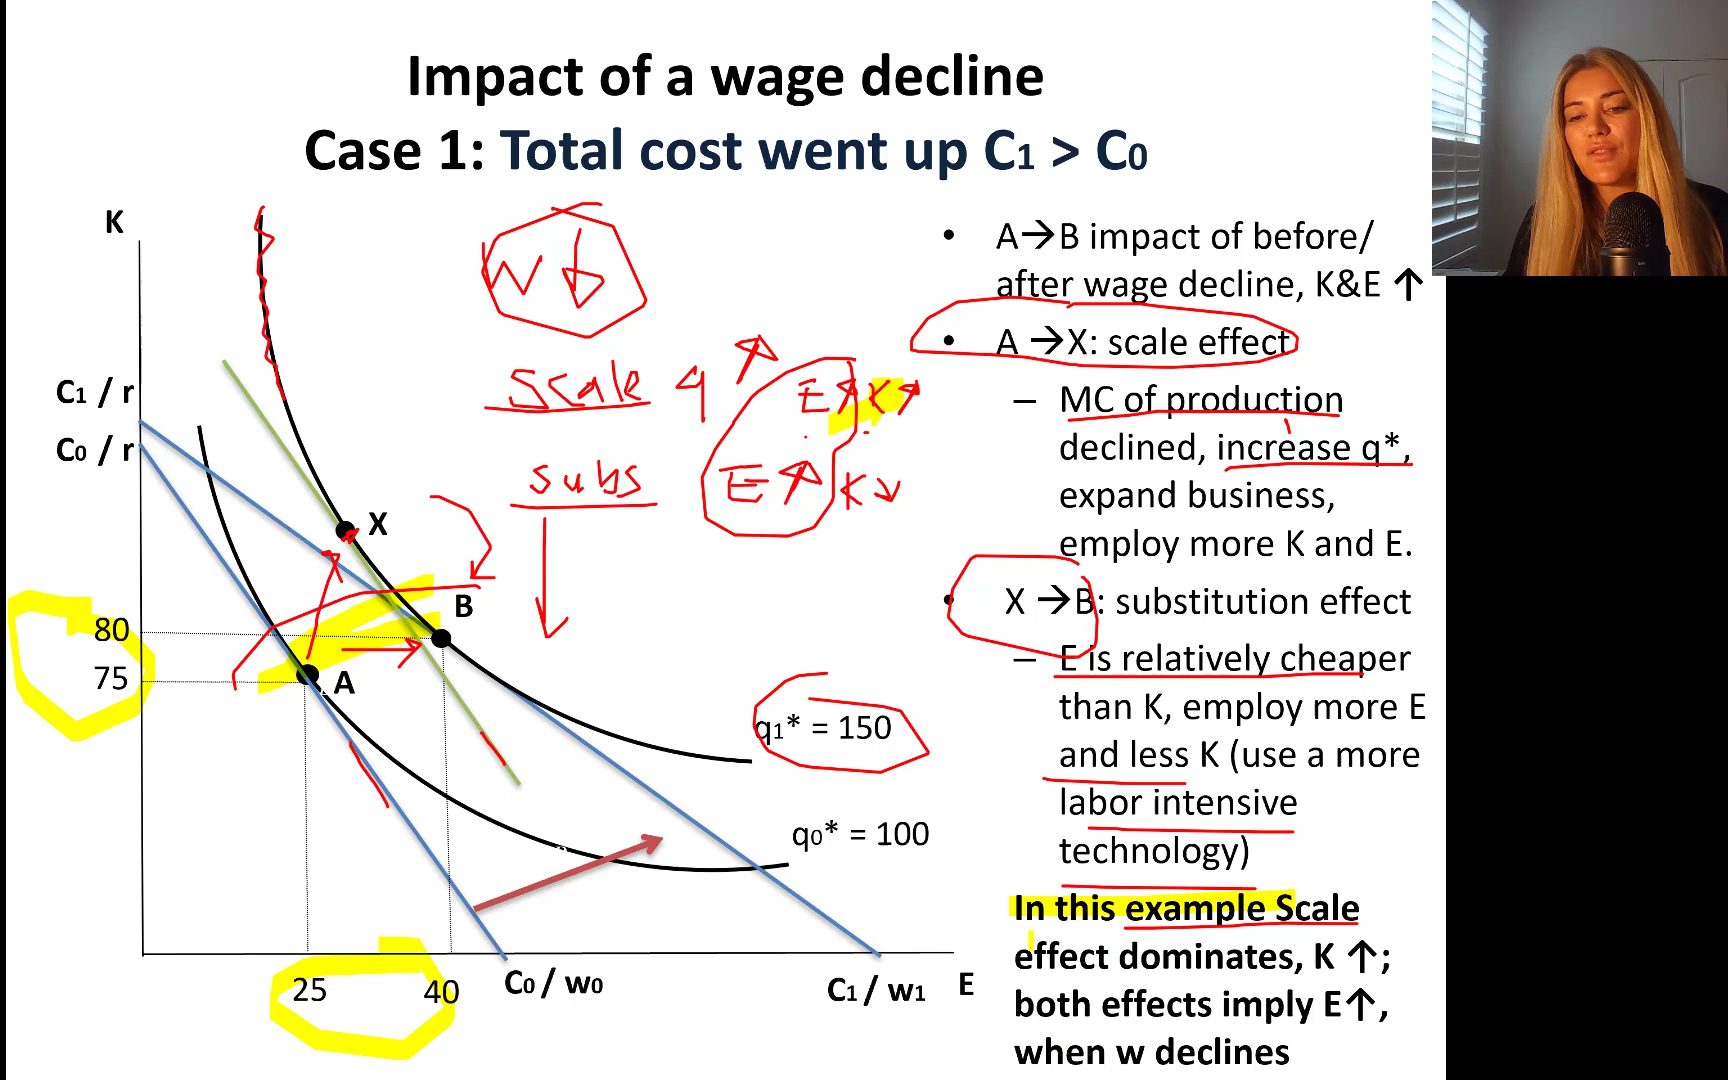 Impact of a wage decline
Case 1: Total cost went up C1 > C0
K
C1 / r
C0 / r
80
75
25
40
C0 / w0
C1 / w1
E
X
B
A
q1* = 150
q0* = 100
W ↓
Scale q ↑ E↑ K↑
subs E↑ K↓
• A→B impact of before/
after wage decline, K&E ↑
• A →X: scale effect
– MC of production
declined, increase q*,
expand business,
employ more K and E.
• X →B: substitution effect
– E is relatively cheaper
than K, employ more E
and less K (use a more
labor intensive
technology)
In this example Scale
effect dominates, K ↑;
both effects imply E↑,
when w declines